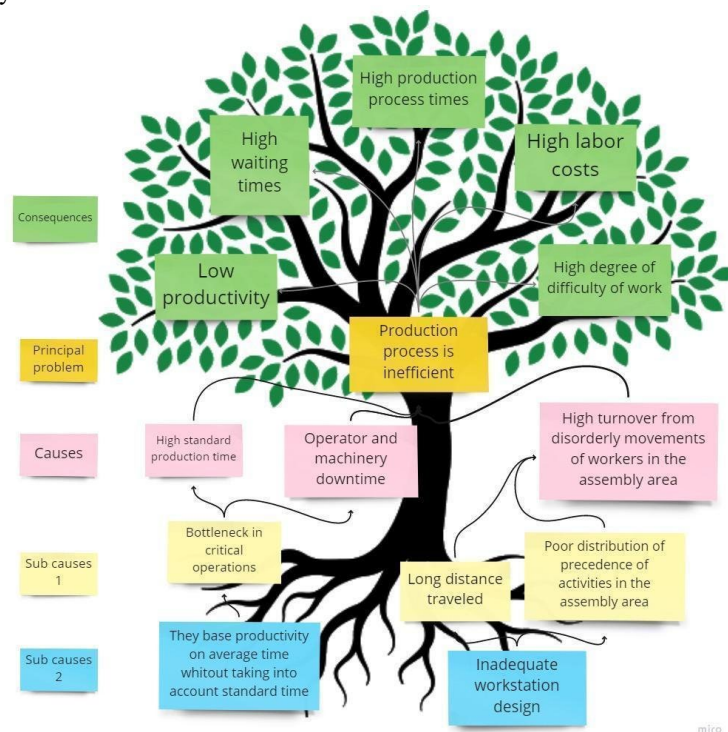 High production
process times
High
waiting
times
High labor
costs
Consequences
Low
productivity
High degree of
difficulty of work
Principal
problem
Production
process is
inefficient
Causes
High standard
production time
Operator and
machinery
downtime
High turnover from
disorderly movements
of workers in the
assembly area
Sub causes
1
Bottleneck in
critical
operations
Long distance
traveled
Poor distribution of
precedence of
activities in the
assembly area
Sub causes
2
They base productivity
on average time
whitout taking into
account standard time
Inadequate
workstation
design
miro